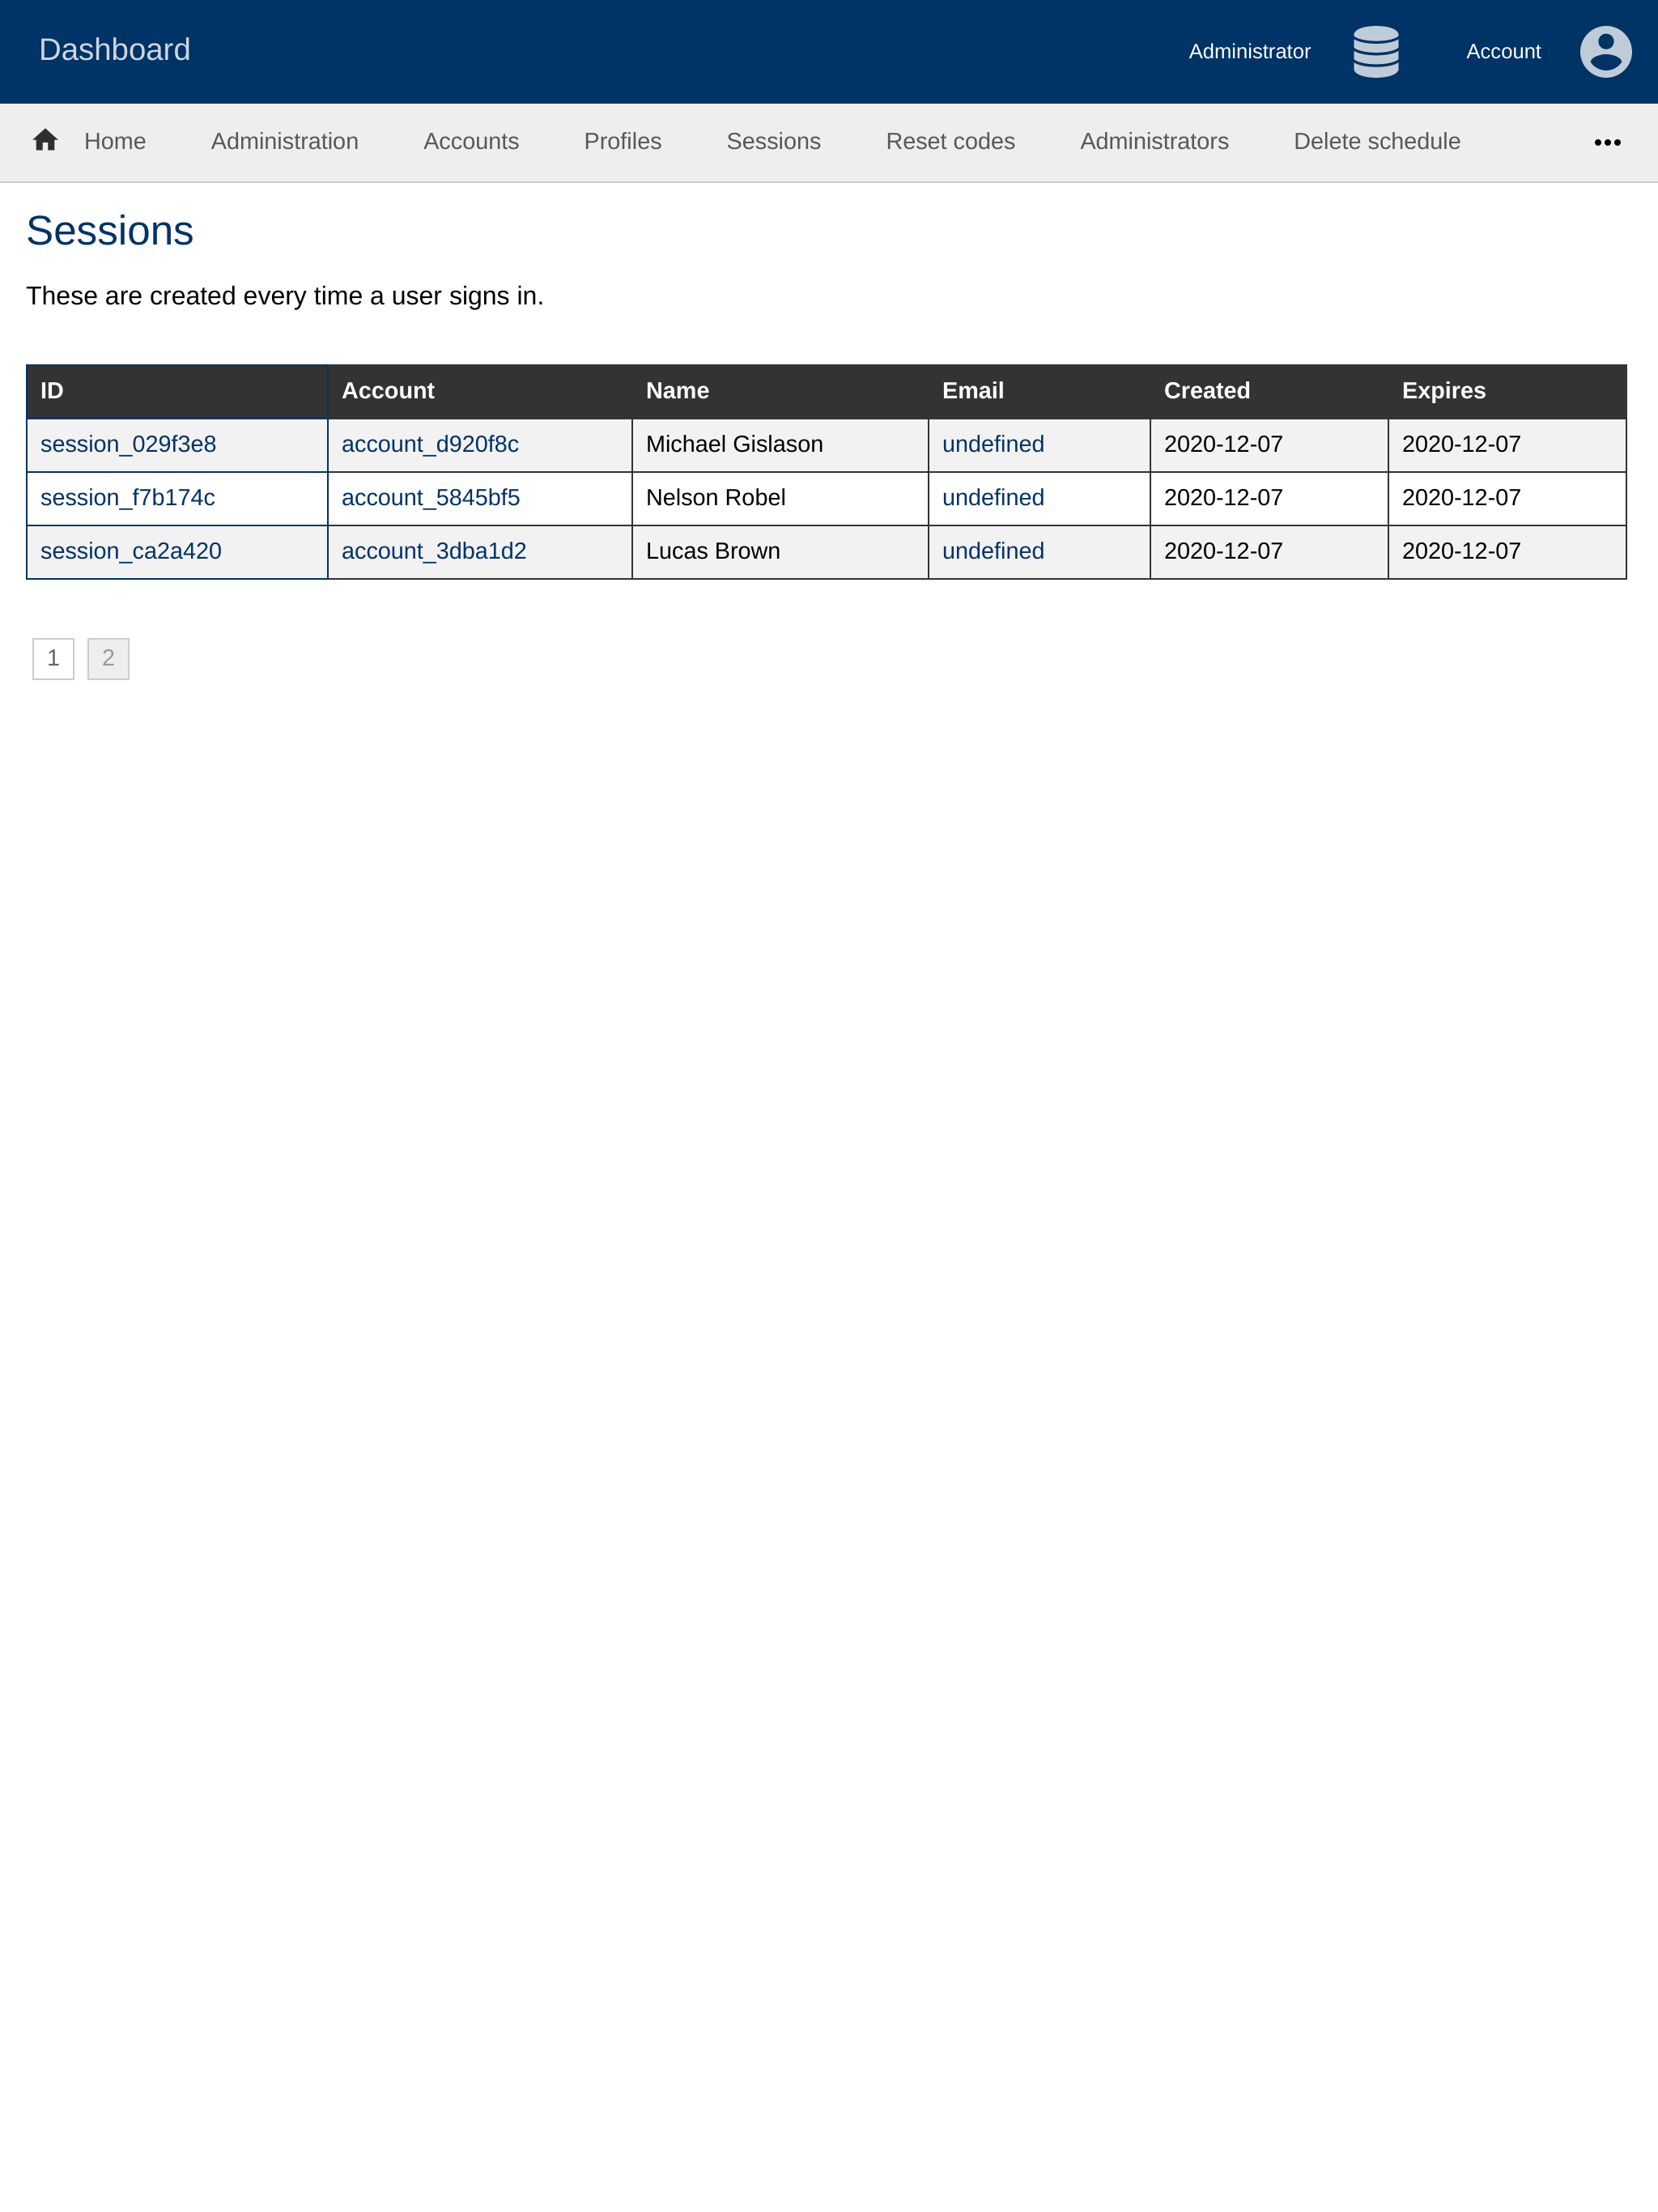 Dashboard Administrator Account
Home Administration Accounts Profiles Sessions Reset codes Administrators Delete schedule
Sessions
These are created every time a user signs in.
ID Account Name Email Created Expires
session_029f3e8 account_d920f8c Michael Gislason undefined 2020-12-07 2020-12-07
session_f7b174c account_5845bf5 Nelson Robel undefined 2020-12-07 2020-12-07
session_ca2a420 account_3dba1d2 Lucas Brown undefined 2020-12-07 2020-12-07
1 2